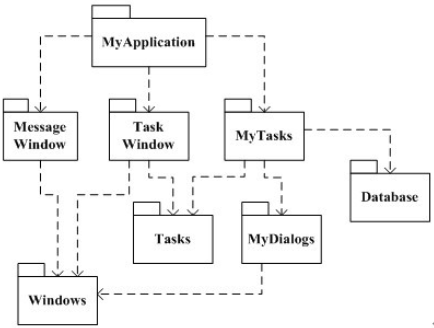 MyApplication
Message
Window
Task
Window
MyTasks
Database
Tasks
MyDialogs
Windows